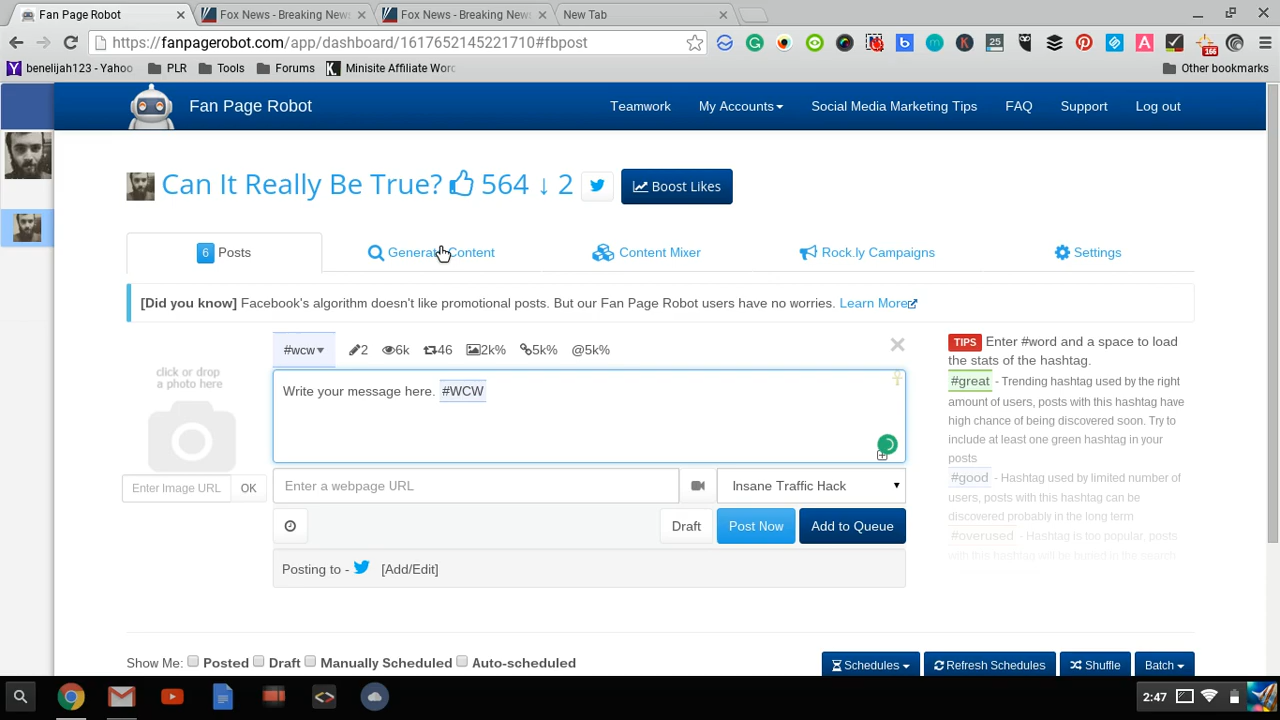 Fan Page Robot
Fox News - Breaking New
Fox News - Breaking New
New Tab
https://fanpagerobot.com/app/dashboard/1617652145221710#fbpost
25
166
benelijah123 - Yahoo
PLR
Tools
Forums
Minisite Affiliate Wor
Other bookmarks
Fan Page Robot
Teamwork
My Accounts
Social Media Marketing Tips
FAQ
Support
Log out
Can It Really Be True? 564 ↓ 2
Boost Likes
6 Posts
Generate Content
Content Mixer
Rock.ly Campaigns
Settings
[Did you know] Facebook's algorithm doesn't like promotional posts. But our Fan Page Robot users have no worries. Learn More
#wcw 2 6k 46 2k% 5k% @5k%
click or drop
a photo here
Write your message here. #WCW
Enter Image URL
OK
Enter a webpage URL
Insane Traffic Hack
Draft
Post Now
Add to Queue
Posting to - [Add/Edit]
TIPS Enter #word and a space to load
the stats of the hashtag.
#great - Trending hashtag used by the right
amount of users, posts with this hashtag have
high chance of being discovered soon. Try to
include at least one green hashtag in your
posts
#good - Hashtag used by limited number of
users, posts with this hashtag can be
discovered probably in the long term
#overused - Hashtag is too popular, posts
with this hashtag will be buried in the search
Show Me: Posted Draft Manually Scheduled Auto-scheduled
Schedules
Refresh Schedules
Shuffle
Batch
2:47